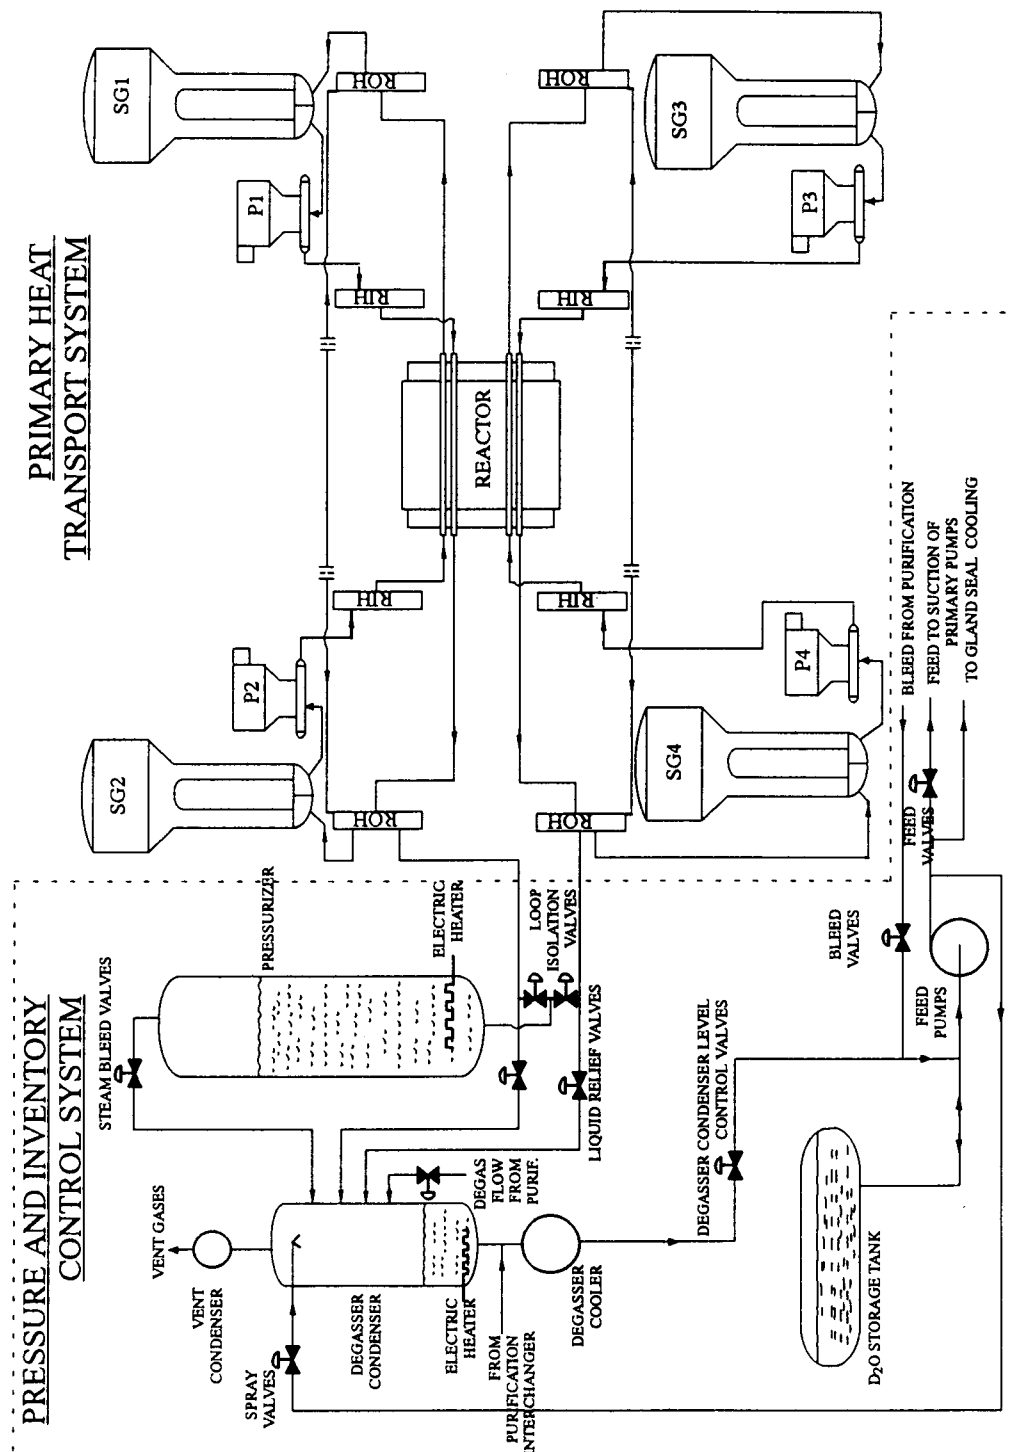 PRIMARY HEAT
TRANSPORT SYSTEM
SG1
P1
ROH
RIH
ROH
RIH
SG3
P3
REACTOR
SG2
P2
RIH
ROH
RIH
ROH
P4
SG4
PRESSURE AND INVENTORY
CONTROL SYSTEM
STEAM BLEED VALVES
PRESSURIZER
ELECTRIC
HEATER
LOOP
ISOLATION
VALVES
LIQUID RELIEF VALVES
VENT GASES
VENT
CONDENSER
SPRAY
VALVES
DEGASSER
CONDENSER
ELECTRIC
HEATER
DEGAS
FLOW
FROM
PURIF.
FROM
PURIFICATION
INTERCHANGER
DEGASSER
COOLER
DEGASSER CONDENSER LEVEL
CONTROL VALVES
D2O STORAGE TANK
BLEED
VALVES
FEED
PUMPS
FEED
VALVES
BLEED FROM PURIFICATION
FEED TO SUCTION OF
PRIMARY PUMPS
TO GLAND SEAL COOLING